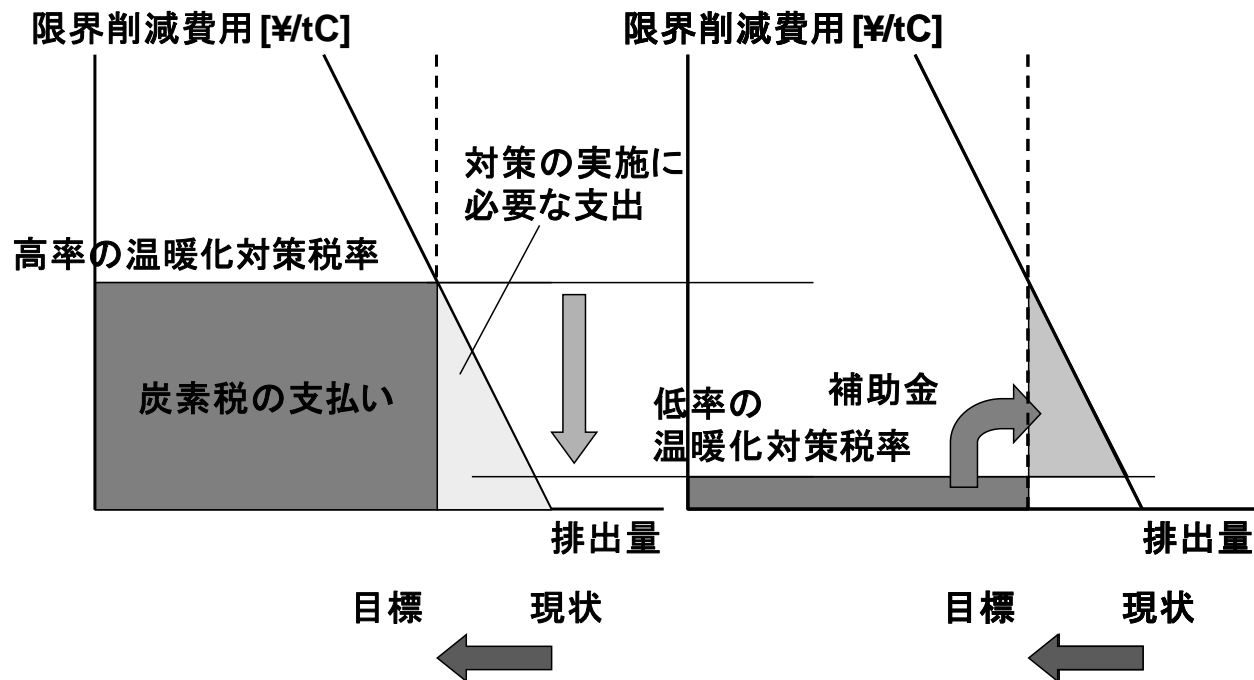 限界削減費用[¥/tC]
対策の実施に
必要な支出
高率の温暖化対策税率
炭素税の支払い
排出量
目標
現状
限界削減費用[¥/tC]
低率の
温暖化対策税率
補助金
排出量
目標
現状